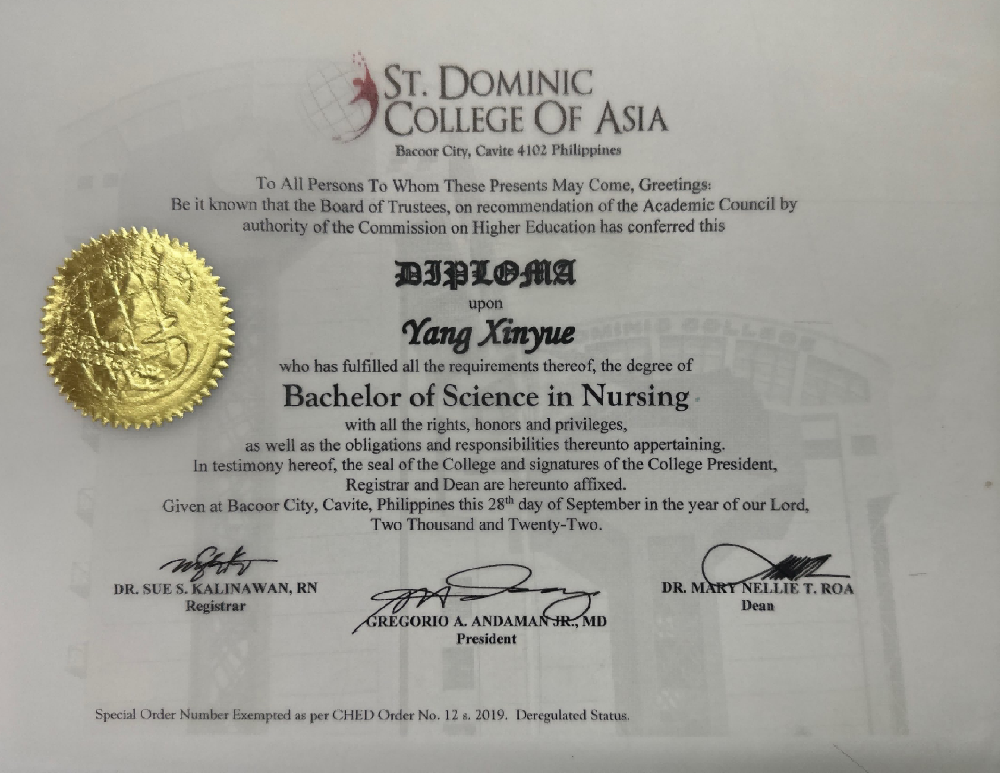 ST. DOMINIC
COLLEGE OF ASIA
Bacoor City, Cavite 4102 Philippines
To All Persons To Whom These Presents May Come, Greetings:
Be it known that the Board of Trustees, on recommendation of the Academic Council by
authority of the Commission on Higher Education has conferred this
DIPLOMA
upon
Yang Xinyue
who has fulfilled all the requirements thereof, the degree of
Bachelor of Science in Nursing
with all the rights, honors and privileges,
as well as the obligations and responsibilities thereunto appertaining.
In testimony hereof, the seal of the College and signatures of the College President,
Registrar and Dean are hereunto affixed.
Given at Bacoor City, Cavite, Philippines this 28th day of September in the year of our Lord,
Two Thousand and Twenty-Two.
DR. SUE S. KALINAWAN, RN
Registrar
GREGORIO A. ANDAMAN JR., MD
President
DR. MARY NELLIE T. ROA
Dean
Special Order Number Exempted as per CHED Order No. 12 s. 2019. Deregulated Status.